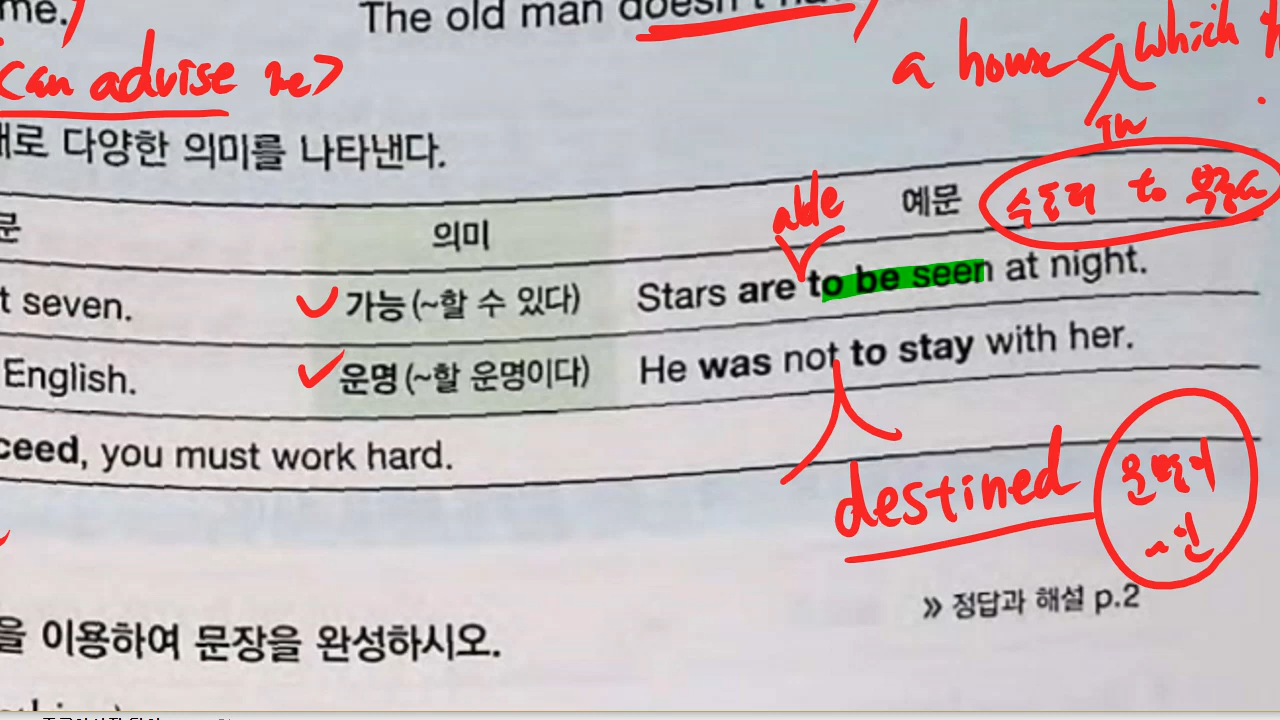 me.)
The old man doesn't
can advise me>
a house < which
in
다양한 의미를 나타낸다.
의미
예문
수동태 to 부정사
able
t seven.
가능 (~할 수 있다)
Stars are to be seen at night.
English.
운명 (~할 운명이다)
He was not to stay with her.
ceed, you must work hard.
destined
운명이
~인
» 정답과 해설 p.2
을 이용하여 문장을 완성하시오.